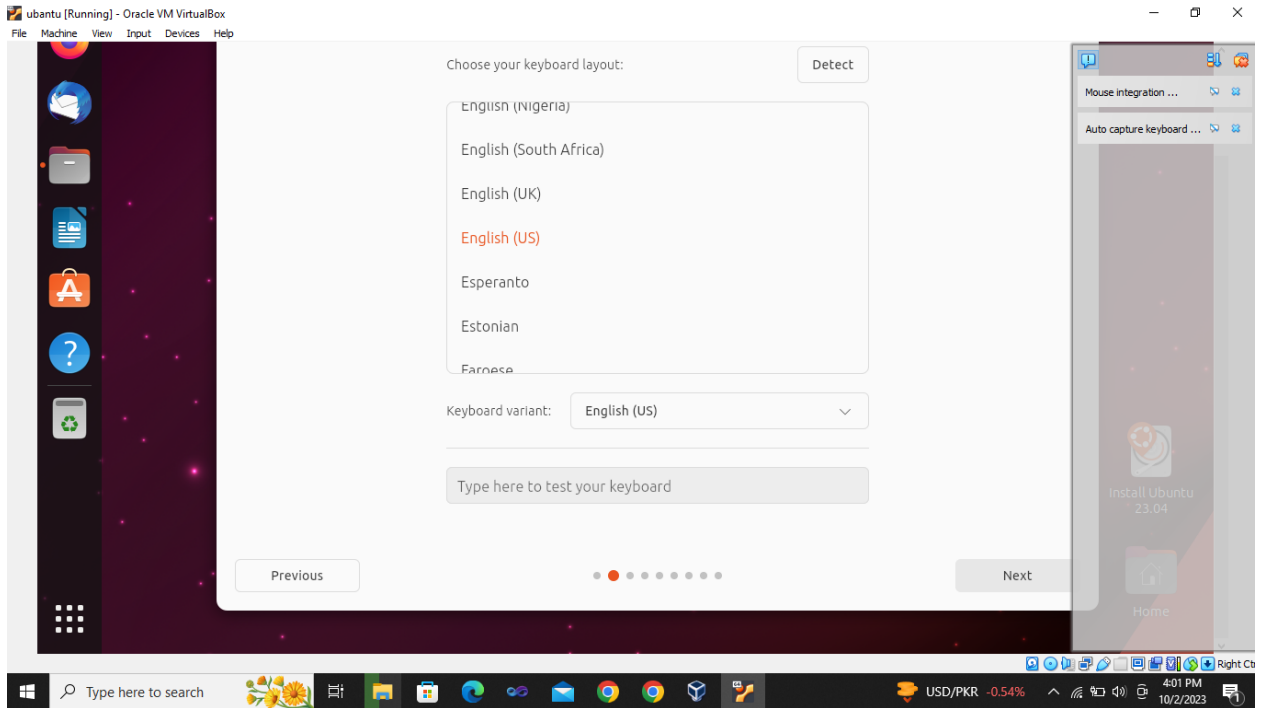 ubantu [Running] - Oracle VM VirtualBox
File Machine View Input Devices Help
Choose your keyboard layout:
Detect
English (Nigeria)
English (South Africa)
English (UK)
English (US)
Esperanto
Estonian
Faroese
Keyboard variant: English (US)
Type here to test your keyboard
Previous
Next
Mouse integration ...
Auto capture keyboard ...
Install Ubuntu
23.04
Home
Right Ct
Type here to search
USD/PKR -0.54%
4:01 PM
10/2/2023
1